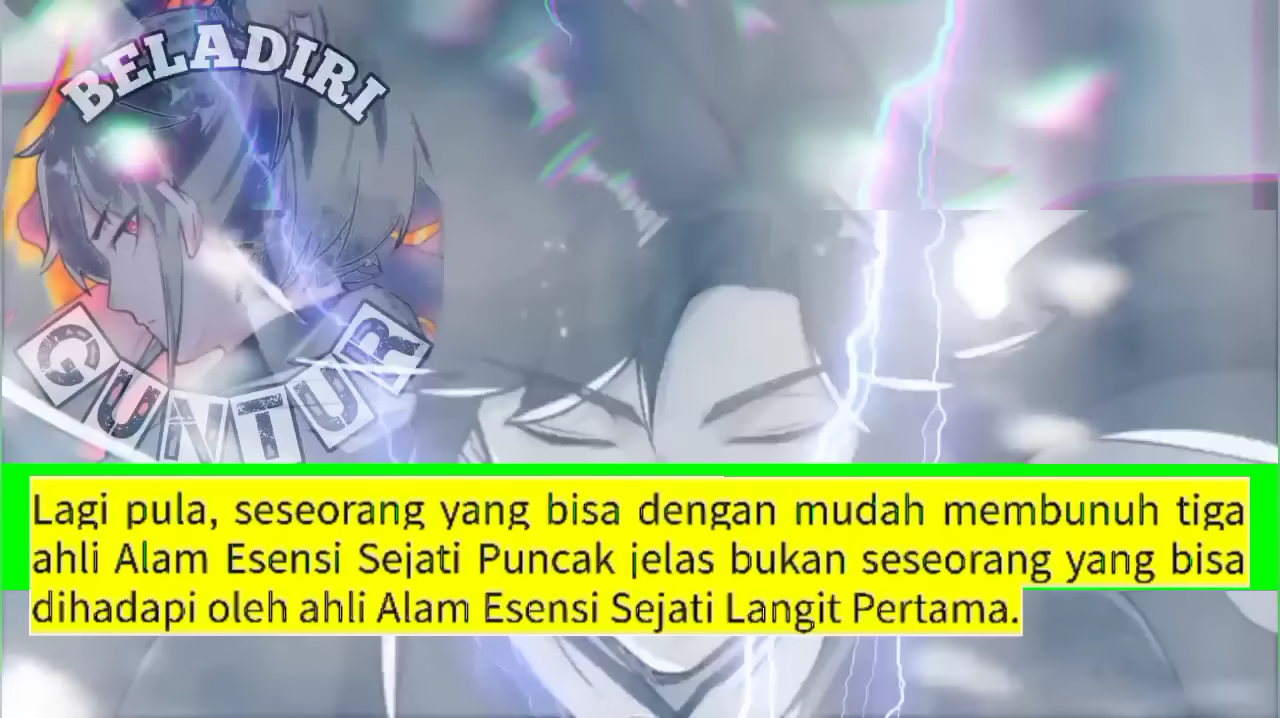 BELADIRI
GUNTUR
Lagi pula, seseorang yang bisa dengan mudah membunuh tiga
ahli Alam Esensi Sejati Puncak jelas bukan seseorang yang bisa
dihadapi oleh ahli Alam Esensi Sejati Langit Pertama.